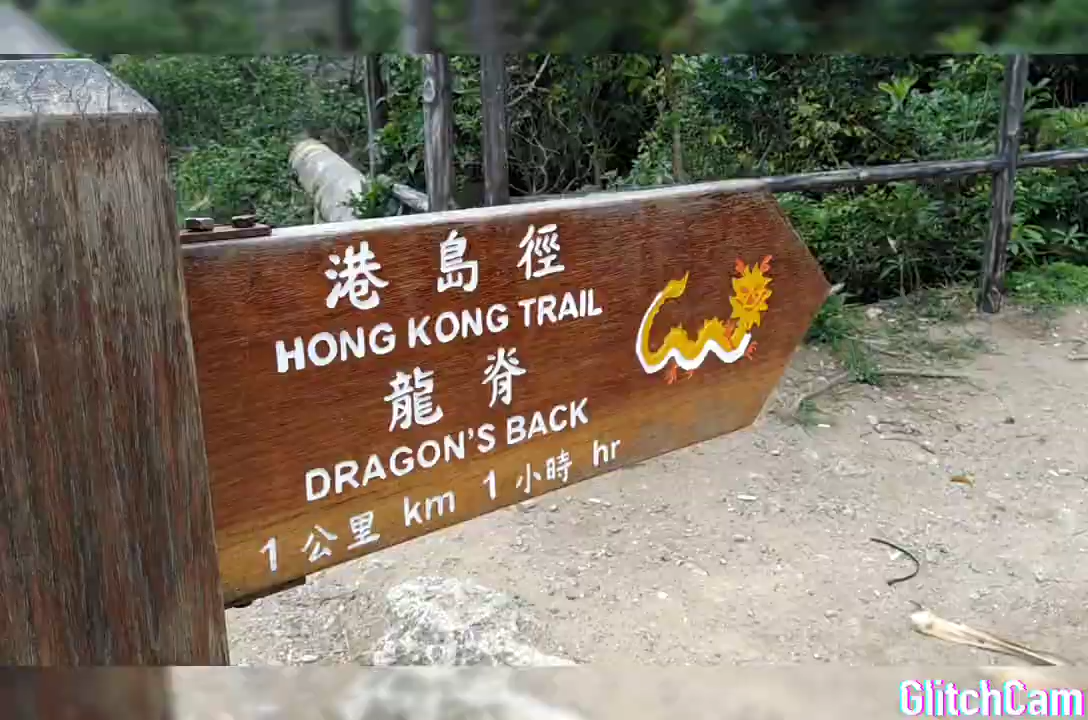 港島徑
HONG KONG TRAIL
龍脊
DRAGON'S BACK
1 公里 km 1 小時 hr
GlitchCam